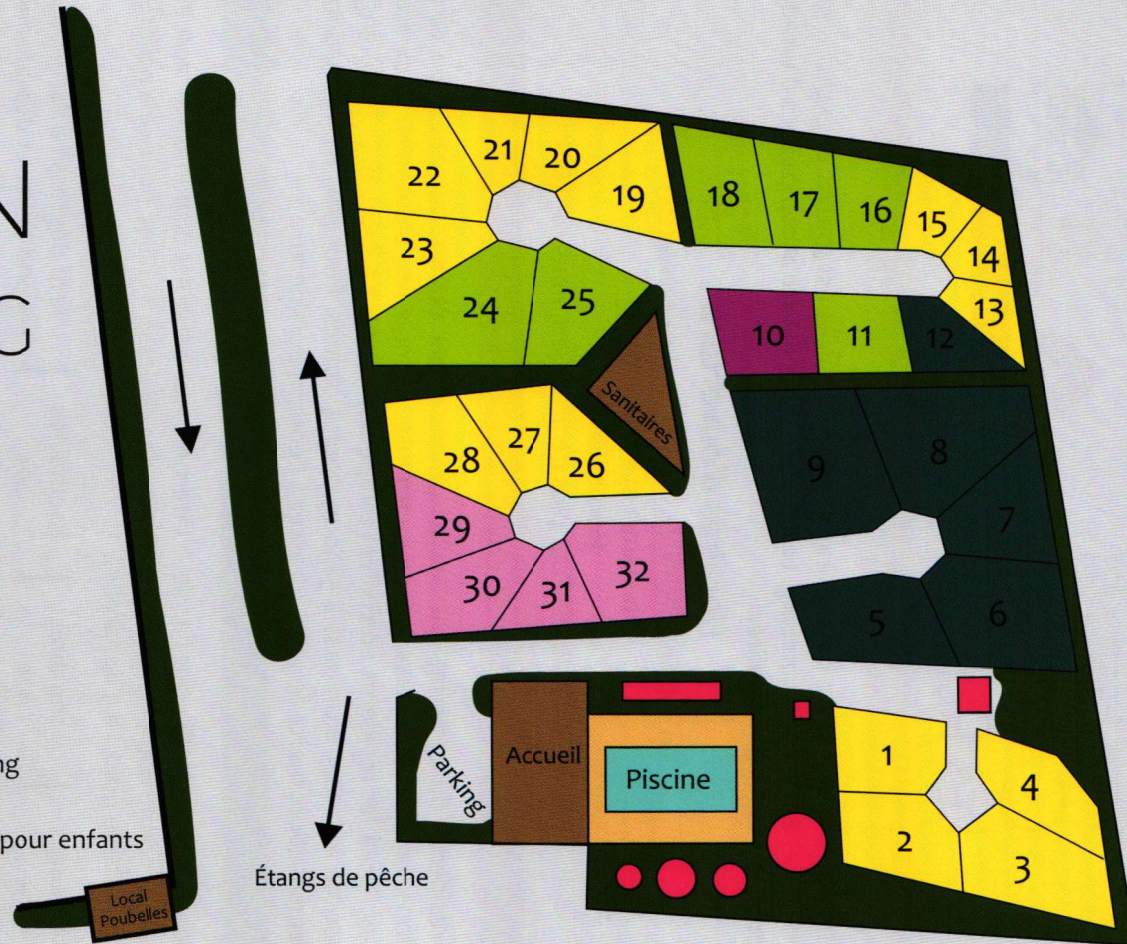 N
G
22
21
20
19
18
17
16
15
14
13
23
24
25
10
11
12
Sanitaires
28
27
26
9
8
7
29
30
31
32
5
6
Parking
Accueil
Piscine
1
2
3
4
ng
pour enfants
Étangs de pêche
Local
Poubelles